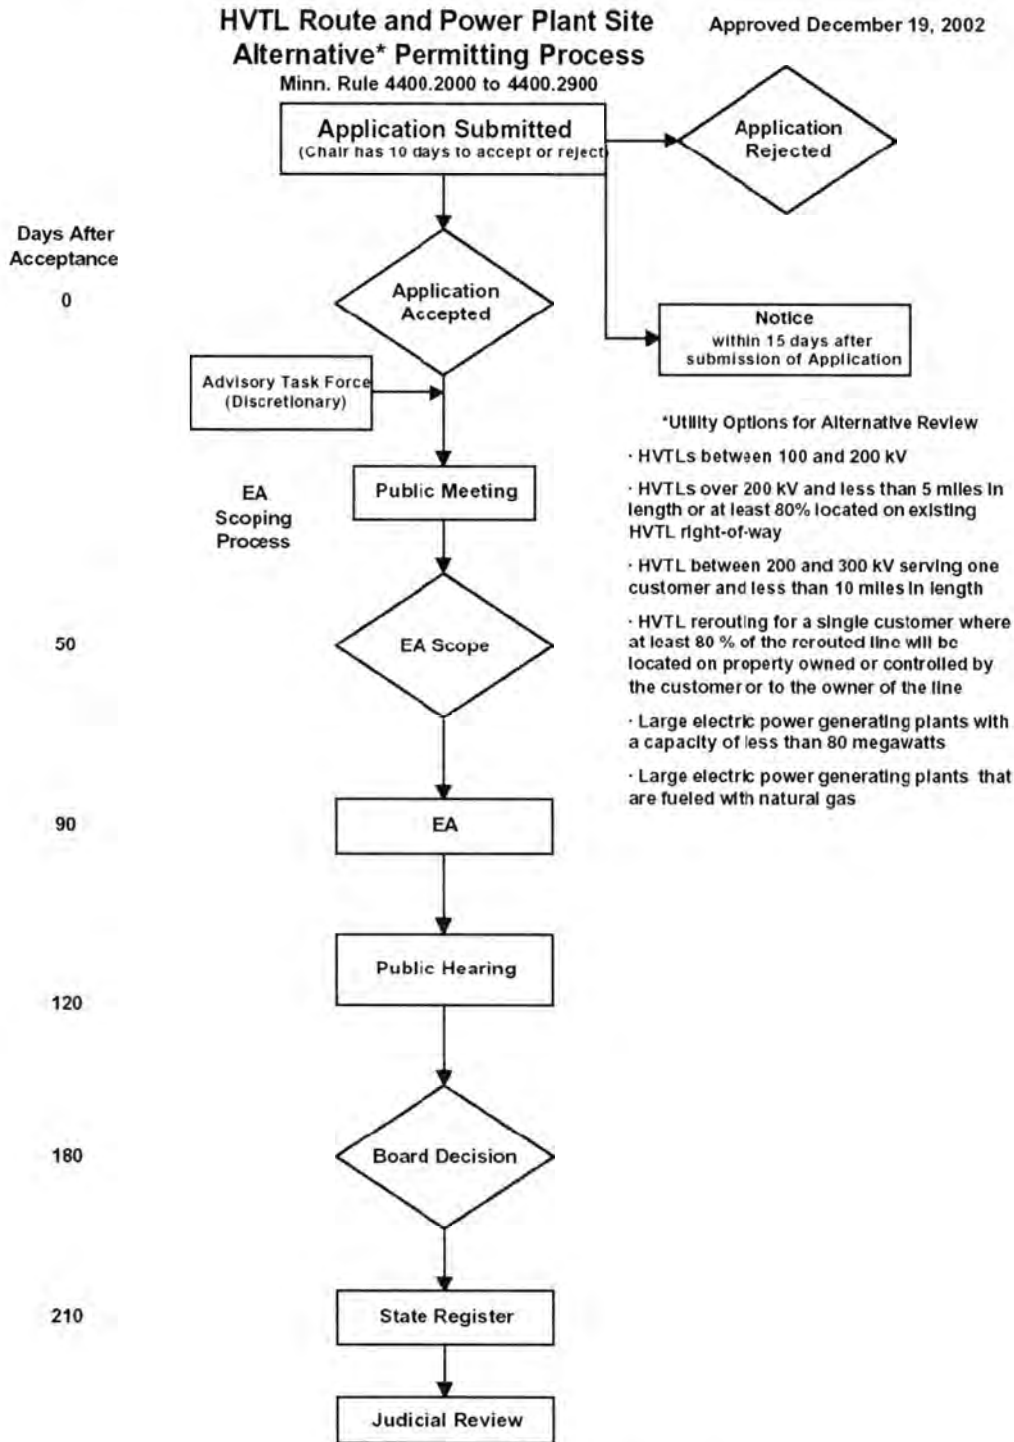 HVTL Route and Power Plant Site
Alternative* Permitting Process
Minn. Rule 4400.2000 to 4400.2900
Approved December 19, 2002
Application Submitted
(Chair has 10 days to accept or reject)
Application
Rejected
Days After
Acceptance
0
Application
Accepted
Notice
within 15 days after
submission of Application
Advisory Task Force
(Discretionary)
*Utility Options for Alternative Review
· HVTLs between 100 and 200 kV
· HVTLs over 200 kV and less than 5 miles in
length or at least 80% located on existing
HVTL right-of-way
· HVTL between 200 and 300 kV serving one
customer and less than 10 miles in length
· HVTL rerouting for a single customer where
at least 80 % of the rerouted line will be
located on property owned or controlled by
the customer or to the owner of the line
· Large electric power generating plants with
a capacity of less than 80 megawatts
· Large electric power generating plants that
are fueled with natural gas
Public Meeting
EA
Scoping
Process
50
EA Scope
90
EA
Public Hearing
120
180
Board Decision
210
State Register
Judicial Review